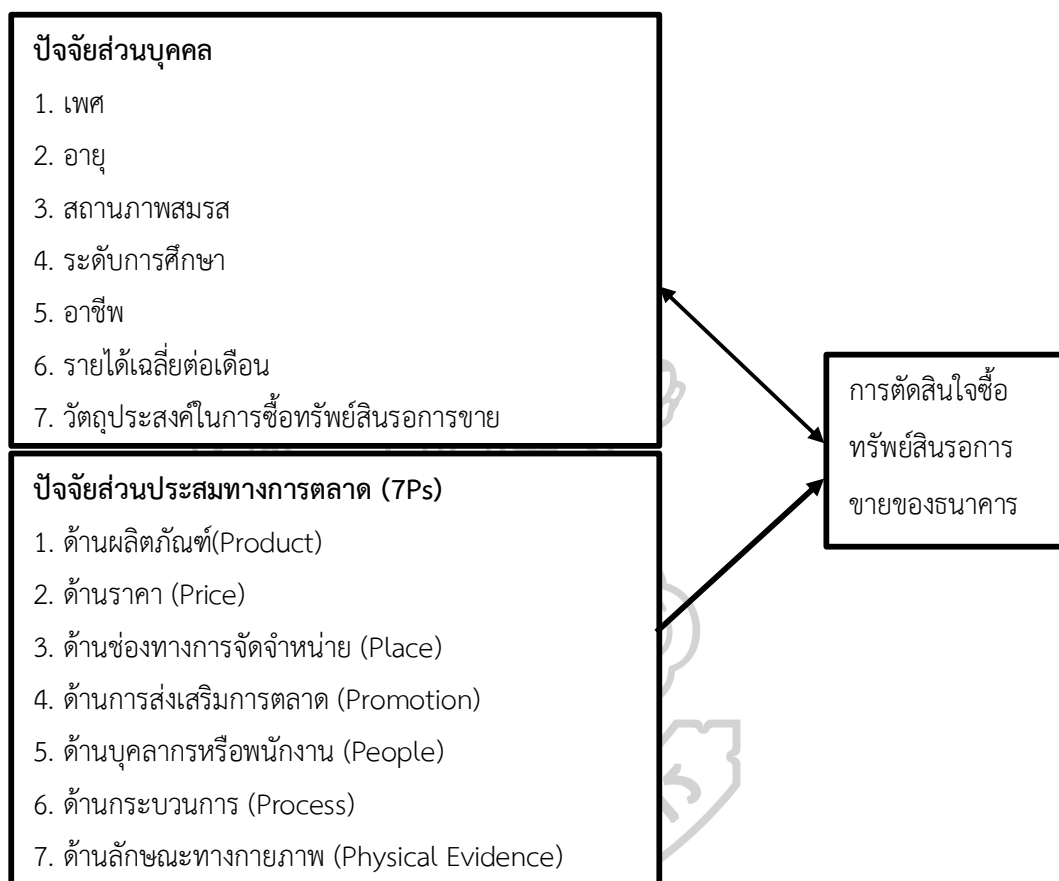 ปัจจัยส่วนบุคคล
1. เพศ
2. อายุ
3. สถานภาพสมรส
4. ระดับการศึกษา
5. อาชีพ
6. รายได้เฉลี่ยต่อเดือน
7. วัตถุประสงค์ในการซื้อทรัพย์สินรอการขาย
ปัจจัยส่วนประสมทางการตลาด (7Ps)
1. ด้านผลิตภัณฑ์(Product)
2. ด้านราคา (Price)
3. ด้านช่องทางการจัดจำหน่าย (Place)
4. ด้านการส่งเสริมการตลาด (Promotion)
5. ด้านบุคลากรหรือพนักงาน (People)
6. ด้านกระบวนการ (Process)
7. ด้านลักษณะทางกายภาพ (Physical Evidence)
การตัดสินใจซื้อ
ทรัพย์สินรอการ
ขายของธนาคาร